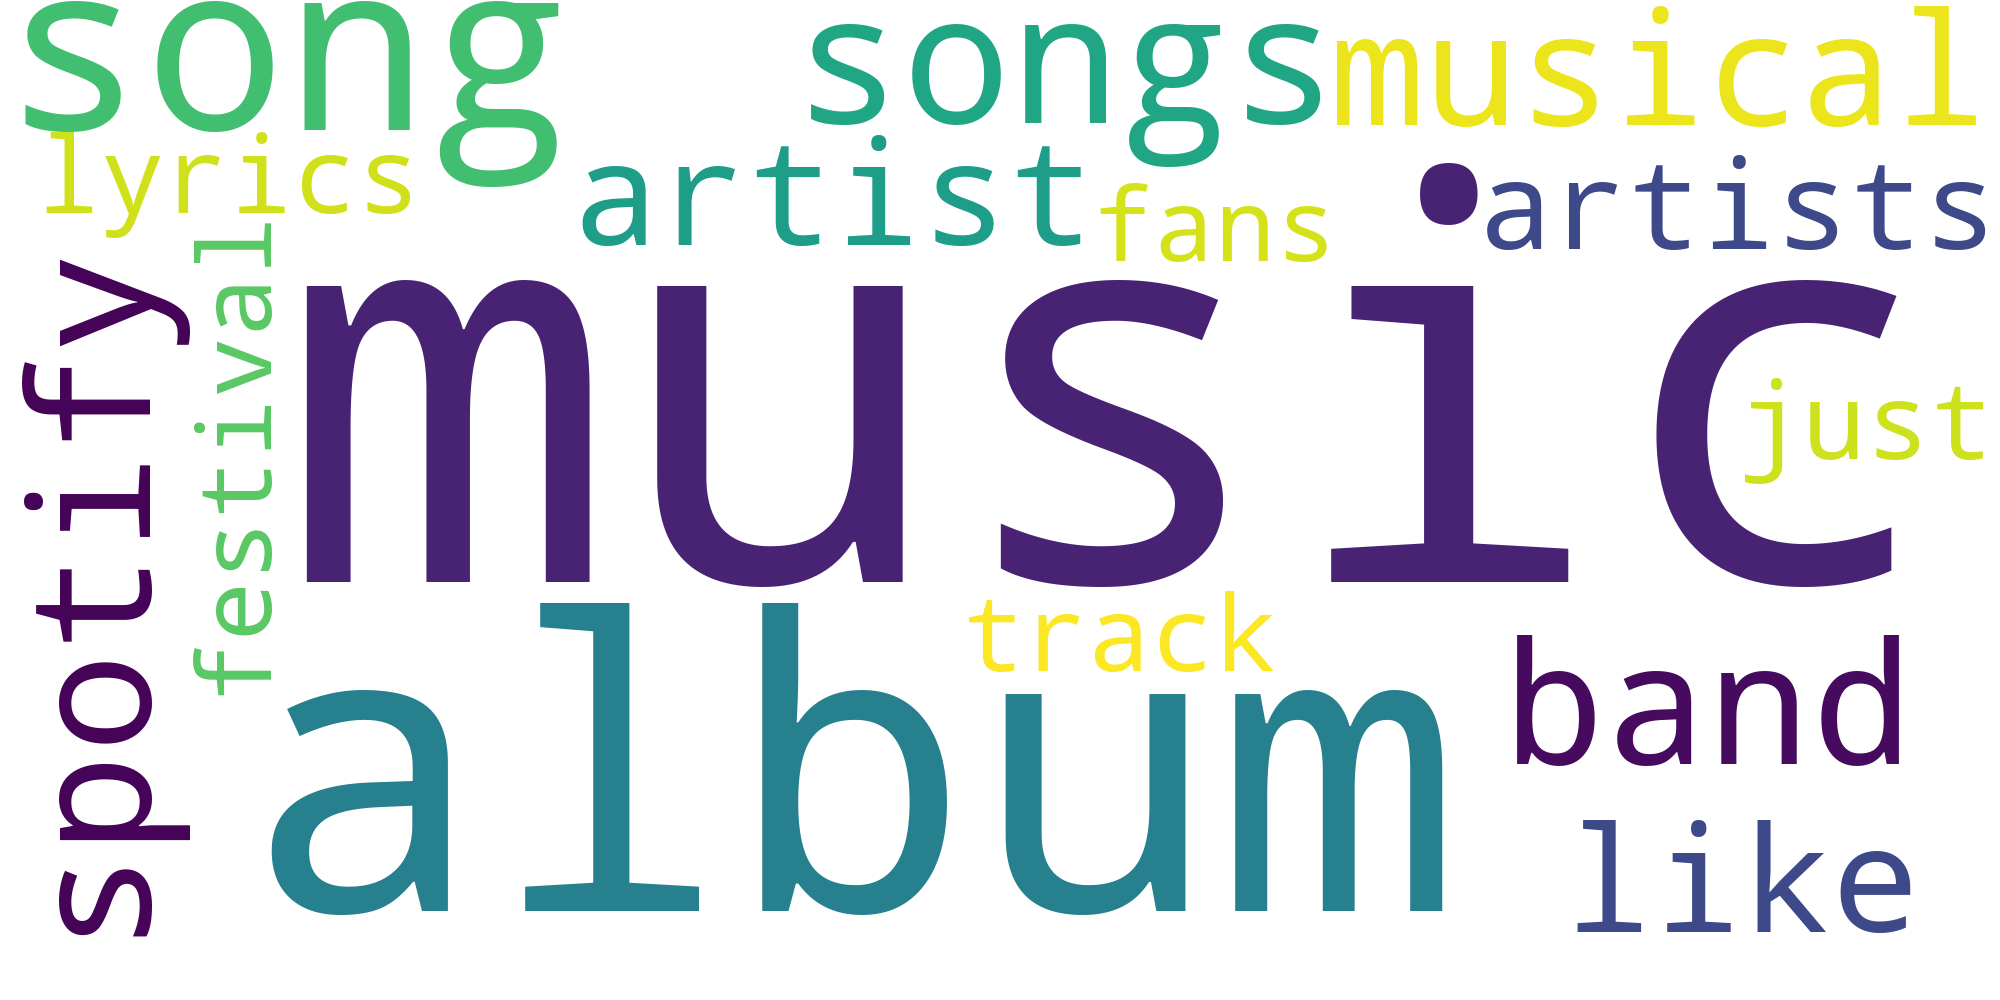 song
songs
musical
lyrics
artist
fans
artists
spotify
festival
music
just
album
track
band
like